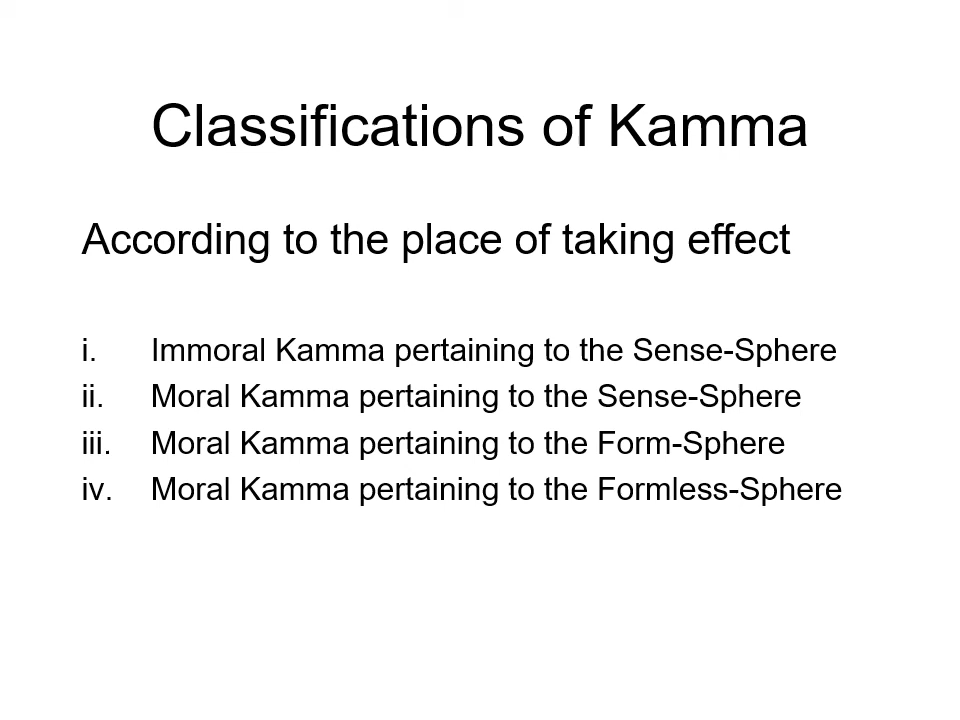 Classifications of Kamma
According to the place of taking effect
i. Immoral Kamma pertaining to the Sense-Sphere
ii. Moral Kamma pertaining to the Sense-Sphere
iii. Moral Kamma pertaining to the Form-Sphere
iv. Moral Kamma pertaining to the Formless-Sphere